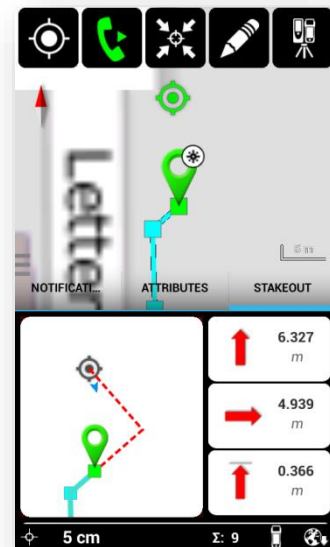 Letter
5 m
NOTIFICATI... ATTRIBUTES STAKEOUT
6.327
m
4.939
m
0.366
m
5 cm Σ: 9